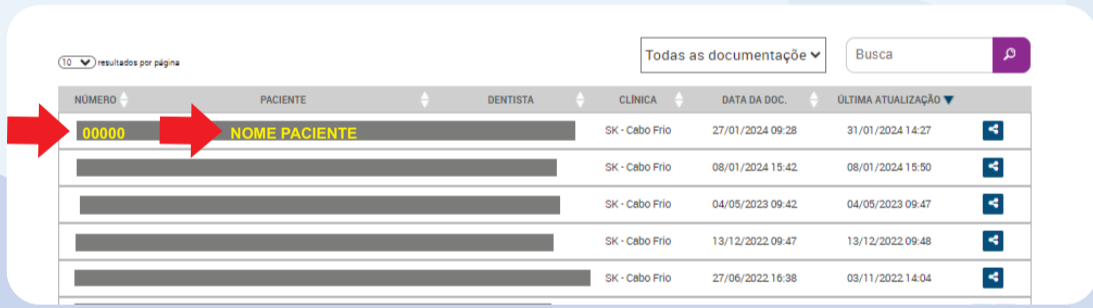 Todas as documentaçõe
Busca
10 resultados por página
NÚMERO PACIENTE DENTISTA CLÍNICA DATA DA DOC. ÚLTIMA ATUALIZAÇÃO
00000 NOME PACIENTE SK - Cabo Frio 27/01/2024 09:28 31/01/2024 14:27
SK - Cabo Frio 08/01/2024 15:42 08/01/2024 15:50
SK - Cabo Frio 04/05/2023 09:42 04/05/2023 09:47
SK - Cabo Frio 13/12/2022 09:47 13/12/2022 09:48
SK - Cabo Frio 27/06/2022 16:38 03/11/2022 14:04